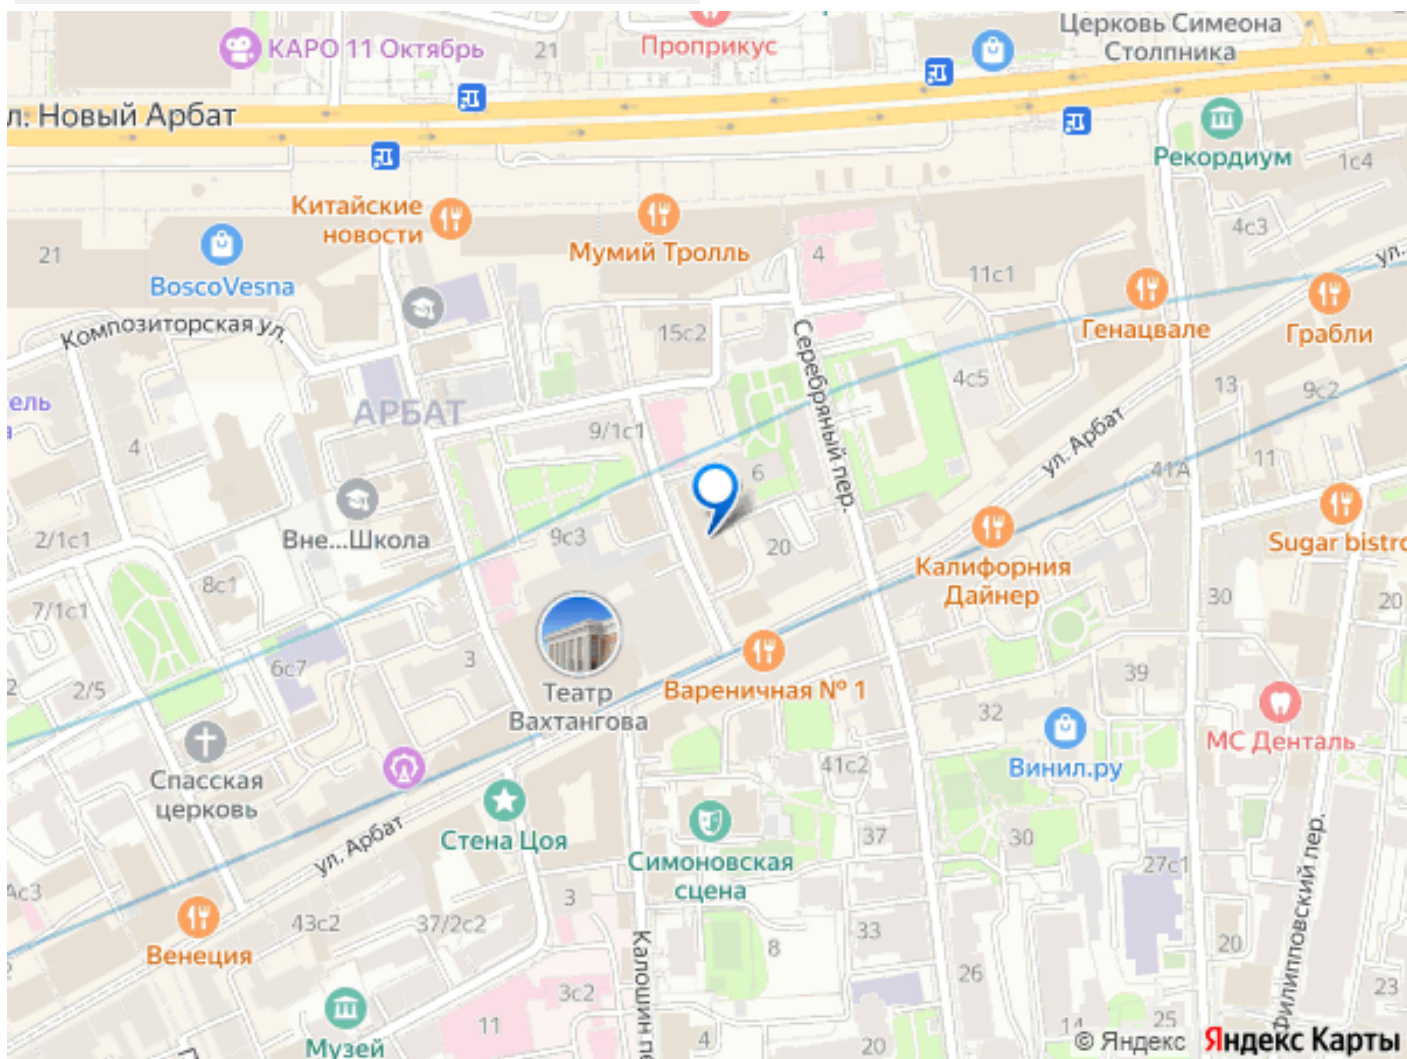 Церковь Симеона
Столпника
КАРО 11 Октябрь
21
Проприкус
л. Новый Арбат
Рекордиум
1с4
Китайские
новости
Мумий Тролль
4
4с3
ул.
21
BoscoVesna
11с1
Генацвале
Грабли
Композиторская ул.
15с2
Серебряный пер.
4с5
13
9с2
ель
АРБАТ
9/1с1
ул. Арбат
4
6
41А
11
Вне...Школа
9с3
20
2/1с1
Калифорния
Дайнер
Sugar bistro
8с1
7/1с1
30
20
6с7
3
2/5
2
Театр
Вахтангова
Вареничная № 1
39
32
МС Денталь
Спасская
церковь
41с2
Винил.ру
ул. Арбат
Стена Цоя
Симоновская
сцена
37
30
27с1
Филипповский пер.
3
43с2
37/2с2
Венеция
Калошин пе
8
33
20
26
3с2
23
11
4
20
14
25
Музей
© Яндекс Яндекс Карты